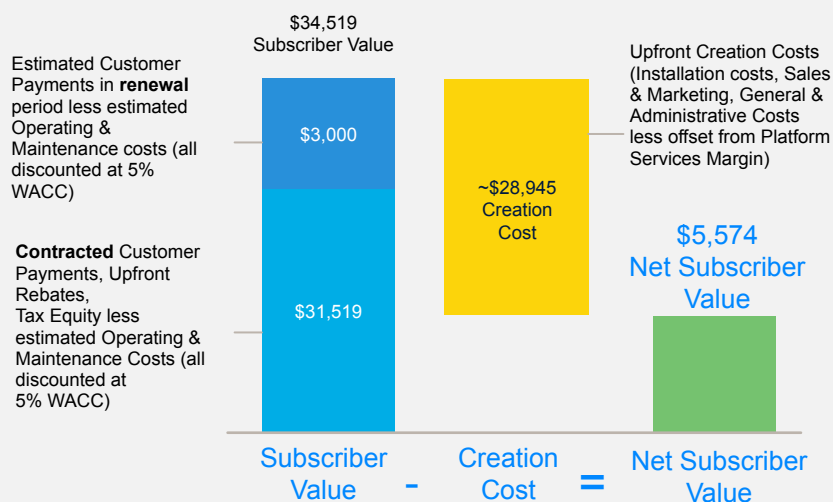 $34,519
Subscriber Value
Estimated Customer
Payments in renewal
period less estimated
Operating &
Maintenance costs (all
discounted at 5%
WACC)
$3,000
Upfront Creation Costs
(Installation costs, Sales
& Marketing, General &
Administrative Costs
less offset from Platform
Services Margin)
~$28,945
Creation
Cost
Contracted Customer
Payments, Upfront
Rebates,
Tax Equity less
estimated Operating &
Maintenance Costs (all
discounted at
5% WACC)
$31,519
$5,574
Net Subscriber
Value
Subscriber
Value
-
Creation
Cost
=
Net Subscriber
Value